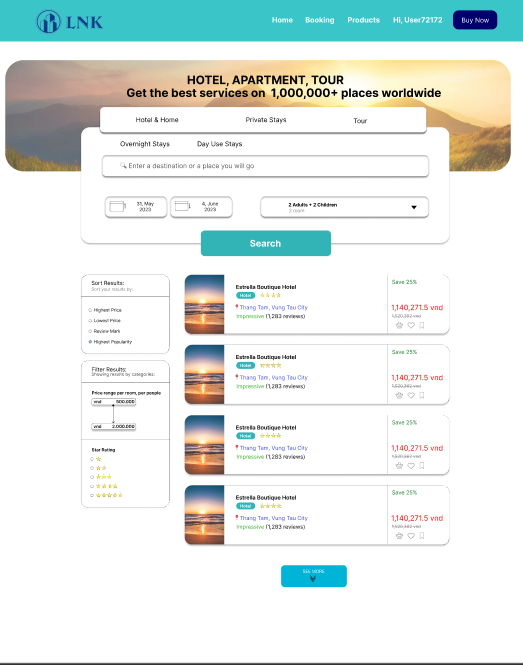 LNK
Home Booking Products Hi, User72172 Buy Now
HOTEL, APARTMENT, TOUR
Get the best services on 1,000,000+ places worldwide
Hotel & Home Private Stays Tour
Overnight Stays Day Use Stays
Enter a destination or a place you will go
31, May
2023
4, June
2023
2 Adults + 2 Children
2 room
Search
Sort Results:
Sort your results by:
Highest Price
Lowest Price
Review Mark
Highest Popularity
Filter Results:
Showing results by categories:
Price range per room, per people
vnd 500.000
vnd 2.000.000
Star Rating
Estrella Boutique Hotel
Hotel
Thang Tam, Vung Tau City
Impressive (1,283 reviews)
Save 25%
1,140,271.5 vnd
1,520,362 vnd
Estrella Boutique Hotel
Hotel
Thang Tam, Vung Tau City
Impressive (1,283 reviews)
Save 25%
1,140,271.5 vnd
1,520,362 vnd
Estrella Boutique Hotel
Hotel
Thang Tam, Vung Tau City
Impressive (1,283 reviews)
Save 25%
1,140,271.5 vnd
1,520,362 vnd
Estrella Boutique Hotel
Hotel
Thang Tam, Vung Tau City
Impressive (1,283 reviews)
Save 25%
1,140,271.5 vnd
1,520,362 vnd
SEE MORE